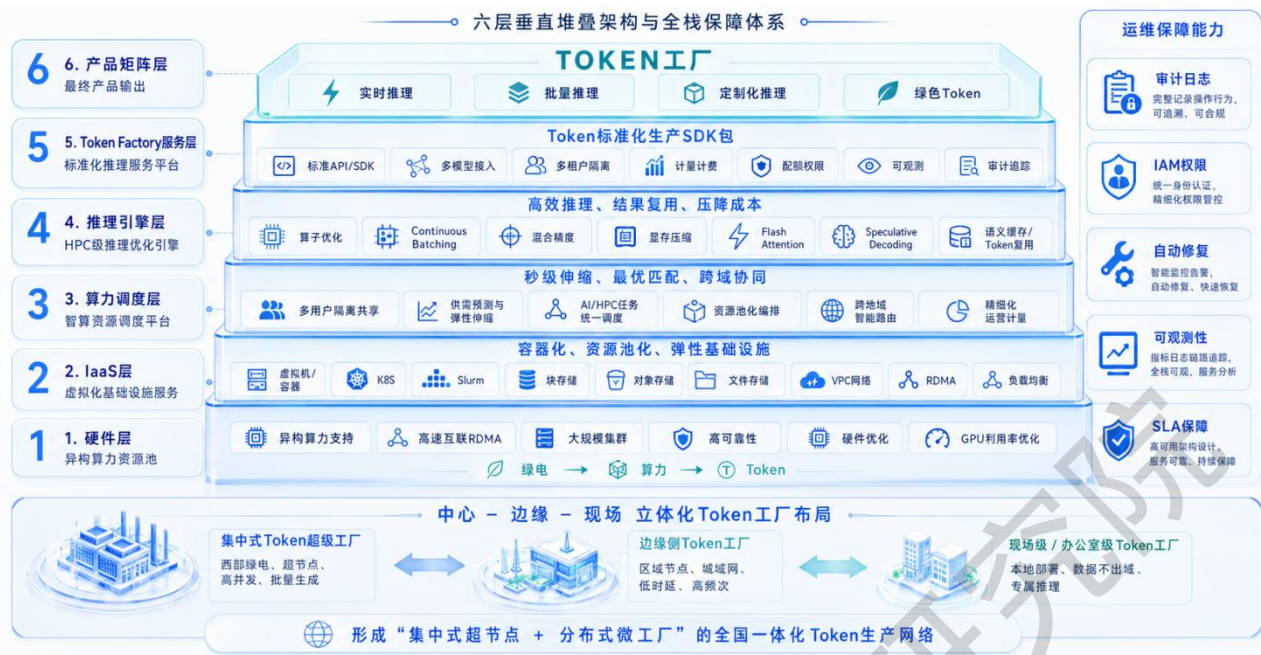 六层垂直堆叠架构与全栈保障体系
6
6. 产品矩阵层
最终产品输出
TOKEN工厂
实时推理
批量推理
定制化推理
绿色Token
5
5. Token Factory服务层
标准化推理服务平台
Token标准化生产SDK包
标准API/SDK
多模型接入
多租户隔离
计量计费
配额权限
可观测
审计追踪
4
4. 推理引擎层
HPC级推理优化引擎
高效推理、结果复用、压降成本
算子优化
Continuous
Batching
混合精度
显存压缩
Flash
Attention
Speculative
Decoding
语义缓存/
Token复用
3
3. 算力调度层
智算资源调度平台
秒级伸缩、最优匹配、跨域协同
多用户隔离共享
供需预测与
弹性伸缩
AI/HPC任务
统一调度
资源池化编排
跨地域
智能路由
精细化
运营计量
2
2. IaaS层
虚拟化基础设施服务
容器化、资源池化、弹性基础设施
虚拟机/
容器
K8S
Slurm
块存储
对象存储
文件存储
VPC网络
RDMA
负载均衡
1
1. 硬件层
异构算力资源池
异构算力支持
高速互联RDMA
大规模集群
高可靠性
硬件优化
GPU利用率优化
绿电 → 算力 → Ⓣ Token
运维保障能力
审计日志
完整记录操作行为,
可追溯、可合规
IAM权限
统一身份认证,
精细化权限管控
自动修复
智能监控告警,
自动修复、快速恢复
可观测性
指标日志链路追踪,
全栈可观、服务分析
SLA保障
高可用架构设计,
服务可靠、持续保障
中心 – 边缘 – 现场 立体化Token工厂布局
集中式Token超级工厂
西部绿电、超节点、
高并发、批量生成
边缘侧Token工厂
区域节点、城域网、
低时延、高频次
现场级 / 办公室级Token工厂
本地部署、数据不出域、
专属推理
形成“集中式超节点 + 分布式微工厂”的全国一体化Token生产网络
研究院